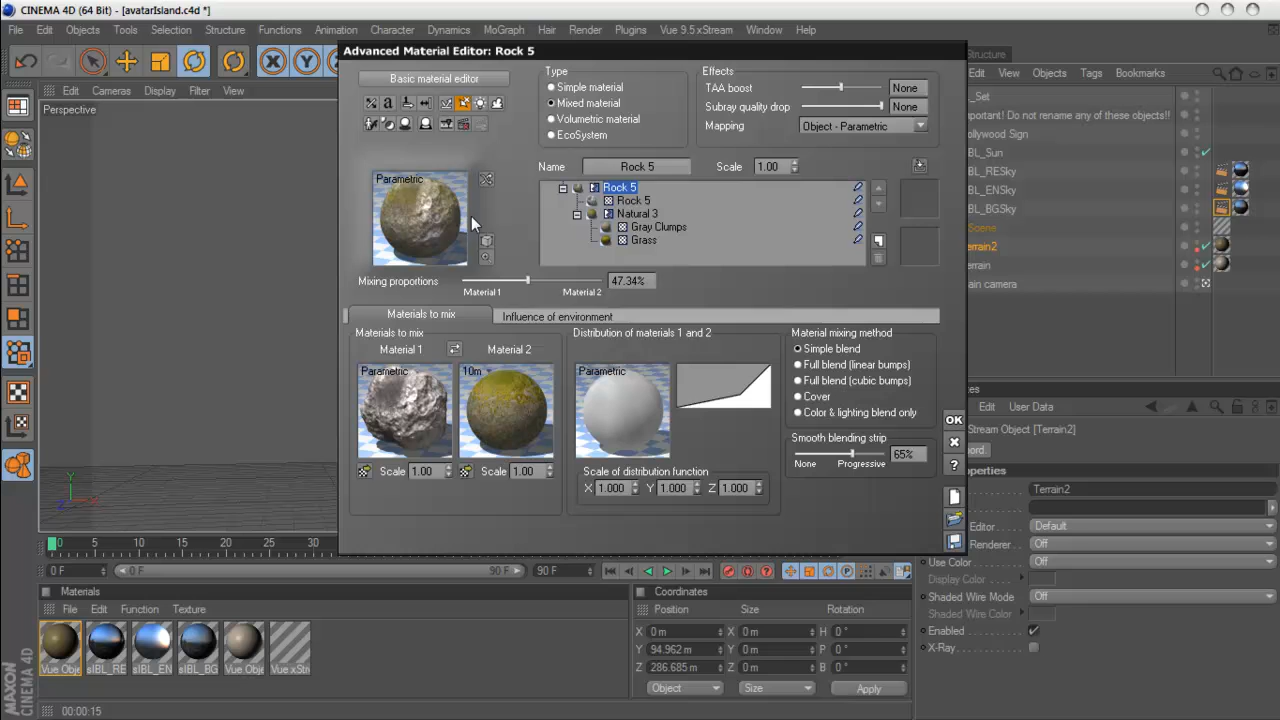 CINEMA 4D (64 Bit) - [avatarIsland.c4d *]
File Edit Objects Tools Selection Structure Functions Animation Character Dynamics MoGraph Hair Render Plugins Vue 9.5 xStream Window Help
Advanced Material Editor: Rock 5
Structure
Basic material editor
Type
Effects
Simple material
TAA boost
None
Edit Cameras Display Filter View
Edit View Objects Tags Bookmarks
Mixed material
Subray quality drop
None
Perspective
_Set
Volumetric material
Mapping
Object - Parametric
mportant! Do not rename any of these objects!!
EcoSystem
ollywood Sign
IBL_Sun
Name
Rock 5
Scale
1.00
IBL_RESky
Parametric
Rock 5
IBL_ENSky
Rock 5
IBL_BGSky
Natural 3
Scene
Gray Clumps
Grass
errain2
errain
Mixing proportions
47.34%
ain camera
Material 1
Material 2
Materials to mix
Influence of environment
Materials to mix
Distribution of materials 1 and 2
Material mixing method
Material 1
Material 2
Simple blend
Parametric
10m
Parametric
Full blend (linear bumps)
Full blend (cubic bumps)
Cover
Edit User Data
Color & lighting blend only
OK
Stream Object [Terrain2]
Smooth blending strip
65%
None
Progressive
ord
Scale
1.00
Scale
1.00
Scale of distribution function
roperties
X
1.000
Y
1.000
Z
1.000
Terrain2
Y
Z
X
Editor
Default
Renderer
Off
0 5 10 15 20 25 30
Use Color
Off
0 F
0 F
90 F
90 F
Display Color
Materials
Coordinates
Shaded Wire Mode
Off
File Edit Function Texture
Position
Size
Rotation
Shaded Wire Color
X
0 m
X
0 m
H
0 °
Enabled
Y
94.962 m
Y
0 m
P
0 °
X-Ray
Z
286.685 m
Z
0 m
B
0 °
Vue Obje
sIBL_RE
sIBL_EN
sIBL_BG
Vue Obje
Vue xStr
Object
Size
Apply
MAXON
CINEMA 4D
00:00:15